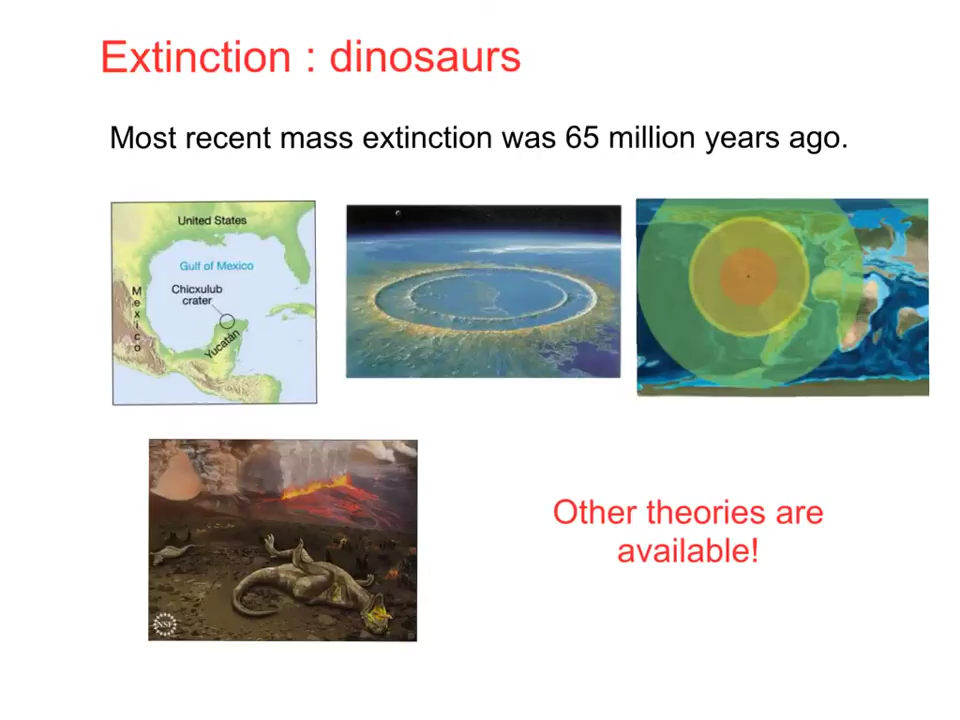 Extinction : dinosaurs
Most recent mass extinction was 65 million years ago.
United States
Gulf of Mexico
Chicxulub
crater
Mexico
Yucatán
NSF
Other theories are
available!